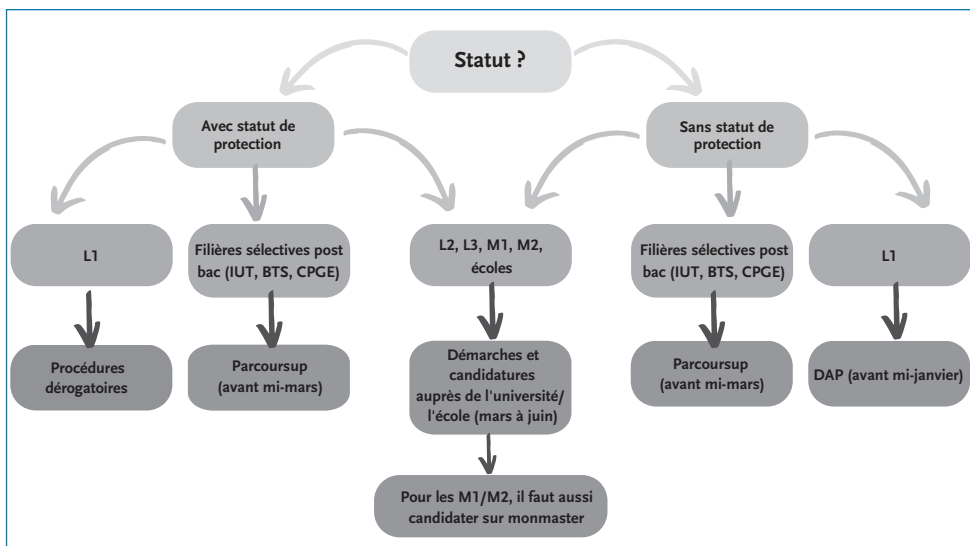 Statut ?
Avec statut de
protection
Sans statut de
protection
L1
Filières sélectives post
bac (IUT, BTS, CPGE)
L2, L3, M1, M2,
écoles
Filières sélectives post
bac (IUT, BTS, CPGE)
L1
Procédures
dérogatoires
Parcoursup
(avant mi-mars)
Démarches et
candidatures
auprès de l'université/
l'école (mars à juin)
Parcoursup
(avant mi-mars)
DAP (avant mi-janvier)
Pour les M1/M2, il faut aussi
candidater sur monmaster